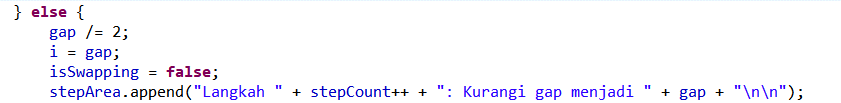 } else {
gap /= 2;
i = gap;
isSwapping = false;
stepArea.append("Langkah " + stepCount++ + ": Kurangi gap menjadi " + gap + "\n\n");